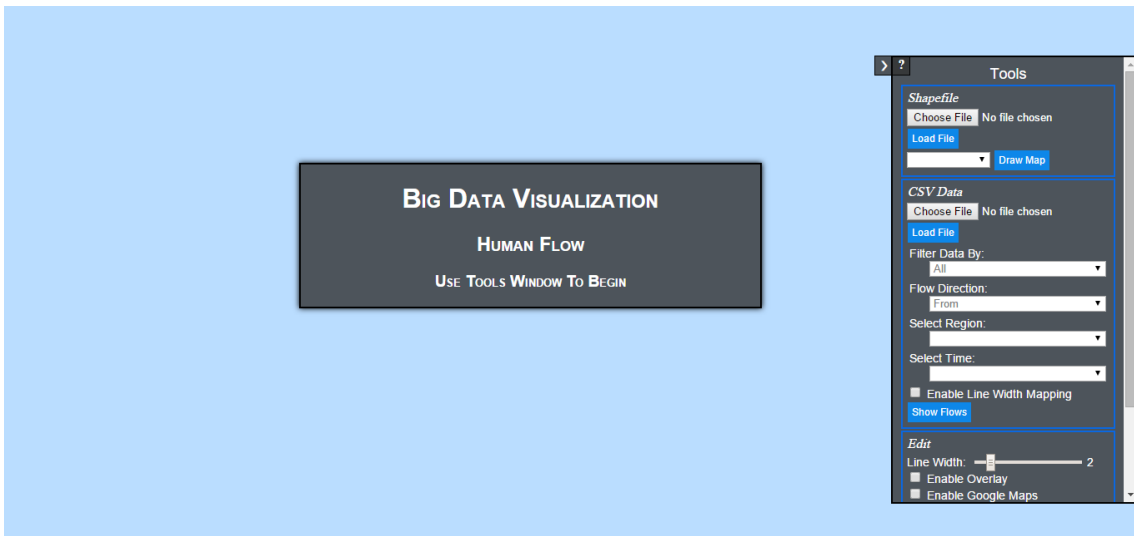 BIG DATA VISUALIZATION
HUMAN FLOW
USE TOOLS WINDOW TO BEGIN
❯ ?
Tools
Shapefile
Choose File No file chosen
Load File
Draw Map
CSV Data
Choose File No file chosen
Load File
Filter Data By:
All
Flow Direction:
From
Select Region:
Select Time:
Enable Line Width Mapping
Show Flows
Edit
Line Width: 2
Enable Overlay
Enable Google Maps